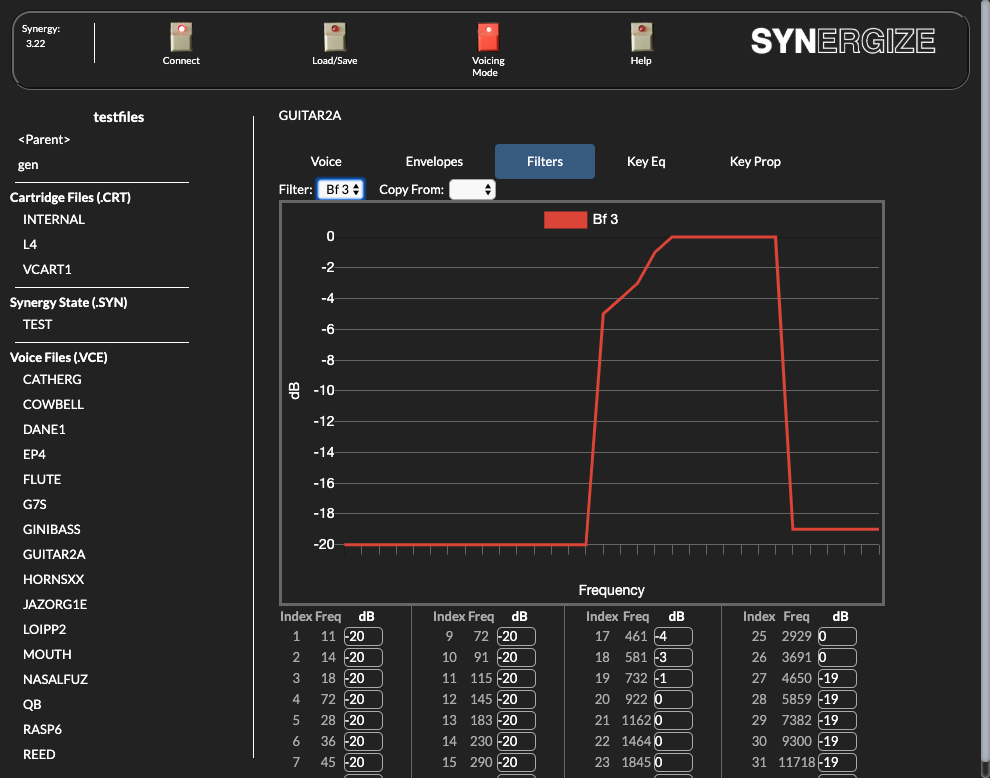 Synergy:
3.22
Connect
Load/Save
Voicing
Mode
Help
SYNERGIZE
testfiles
<Parent>
gen
Cartridge Files (.CRT)
INTERNAL
L4
VCART1
Synergy State (.SYN)
TEST
Voice Files (.VCE)
CATHERG
COWBELL
DANE1
EP4
FLUTE
G7S
GINIBASS
GUITAR2A
HORNSXX
JAZORG1E
LOIPP2
MOUTH
NASALFUZ
QB
RASP6
REED
GUITAR2A
Voice Envelopes Filters Key Eq Key Prop
Filter: Bf 3 Copy From:
Bf 3
0
-2
-4
-6
-8
-10
-12
-14
-16
-18
-20
dB
Frequency
Index Freq dB Index Freq dB Index Freq dB Index Freq dB
1 11 -20 9 72 -20 17 461 -4 25 2929 0
2 14 -20 10 91 -20 18 581 -3 26 3691 0
3 18 -20 11 115 -20 19 732 -1 27 4650 -19
4 72 -20 12 145 -20 20 922 0 28 5859 -19
5 28 -20 13 183 -20 21 1162 0 29 7382 -19
6 36 -20 14 230 -20 22 1464 0 30 9300 -19
7 45 -20 15 290 -20 23 1845 0 31 11718 -19